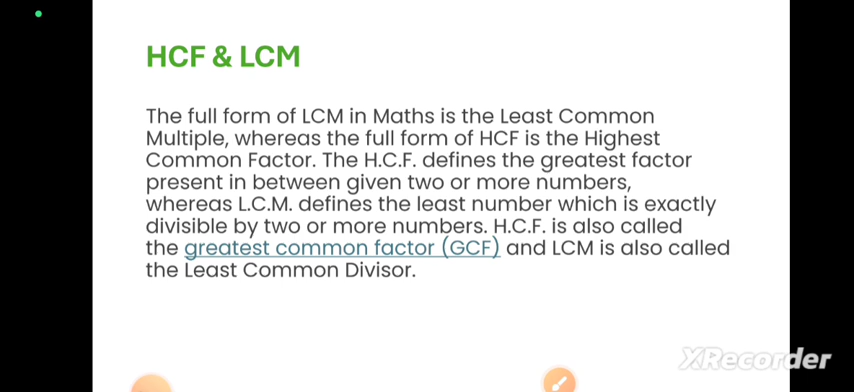 HCF & LCM
The full form of LCM in Maths is the Least Common
Multiple, whereas the full form of HCF is the Highest
Common Factor. The H.C.F. defines the greatest factor
present in between given two or more numbers,
whereas L.C.M. defines the least number which is exactly
divisible by two or more numbers. H.C.F. is also called
the greatest common factor (GCF) and LCM is also called
the Least Common Divisor.
XRecorder